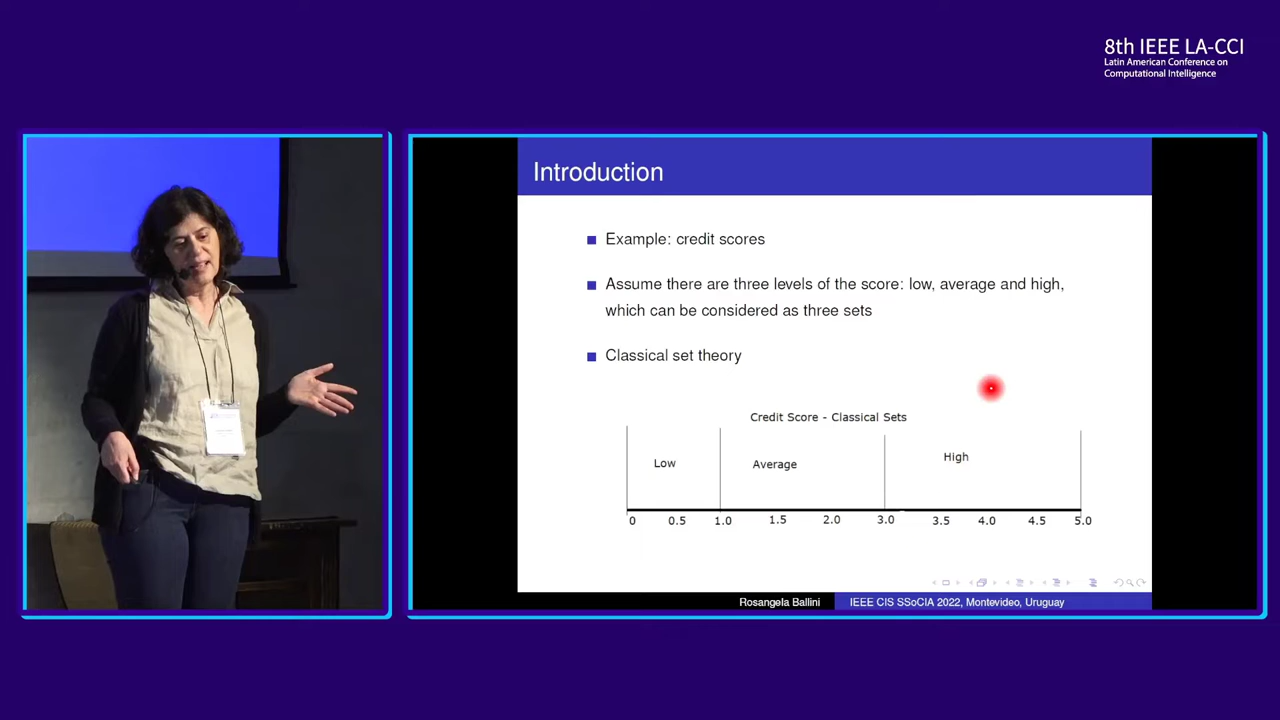 8th IEEE LA-CCI
Latin American Conference on
Computational Intelligence
Introduction
Example: credit scores
Assume there are three levels of the score: low, average and high,
which can be considered as three sets
Classical set theory
Credit Score - Classical Sets
Low
Average
High
0 0.5 1.0 1.5 2.0 3.0 3.5 4.0 4.5 5.0
Rosangela Ballini
IEEE CIS SSoCIA 2022, Montevideo, Uruguay